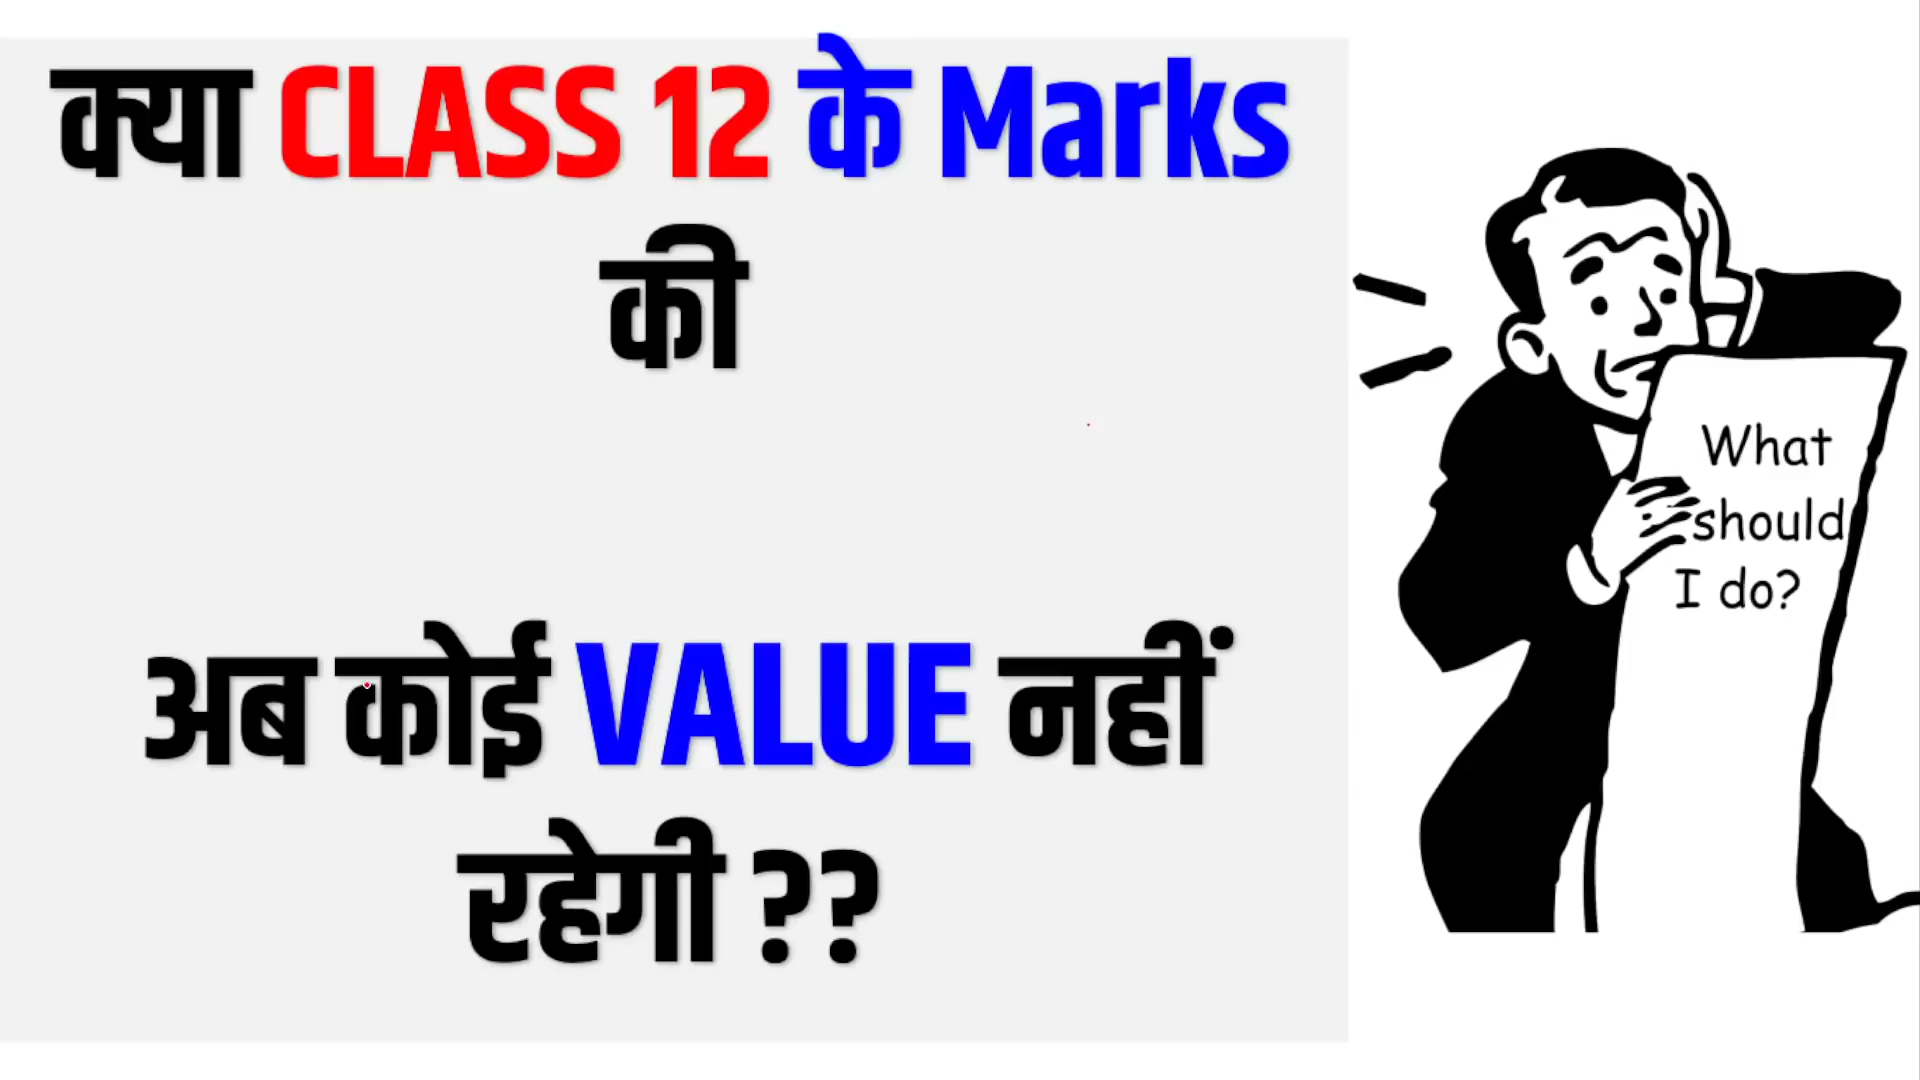 क्या CLASS 12 के Marks
की
अब कोई VALUE नहीं
रहेगी ??
What
should
I do?